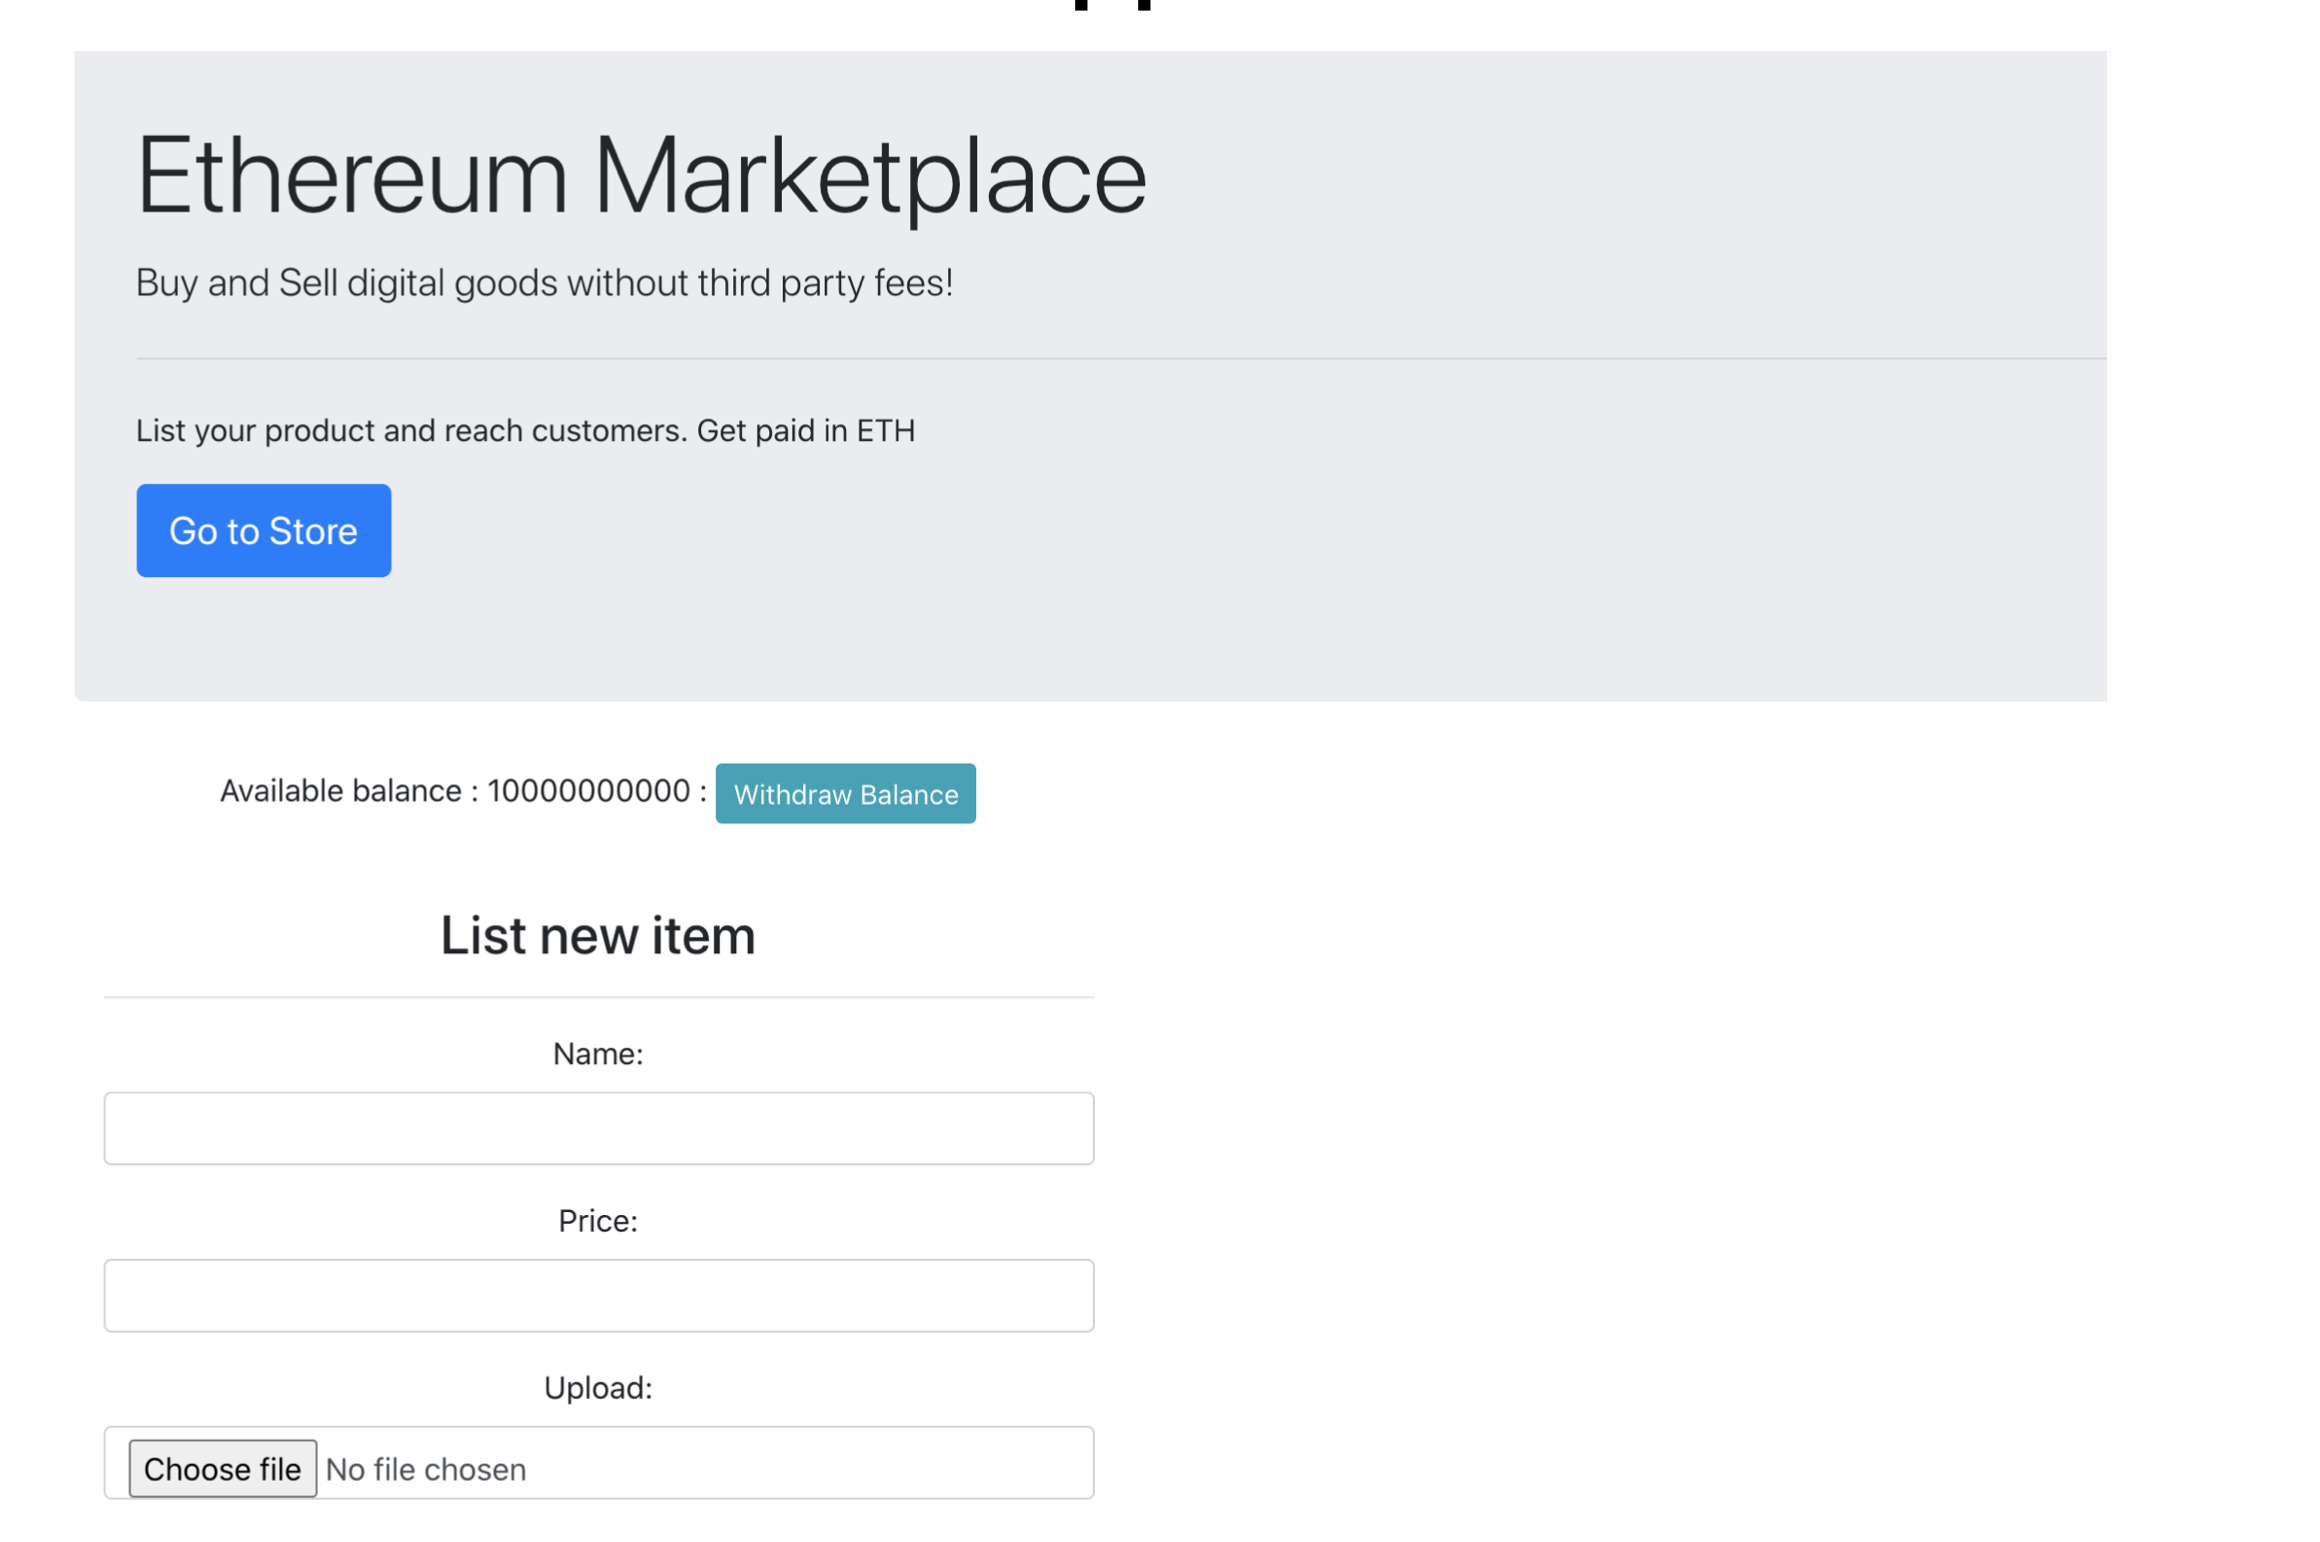 Ethereum Marketplace
Buy and Sell digital goods without third party fees!
List your product and reach customers. Get paid in ETH
Go to Store
Available balance : 10000000000 : Withdraw Balance
List new item
Name:
Price:
Upload:
Choose file No file chosen